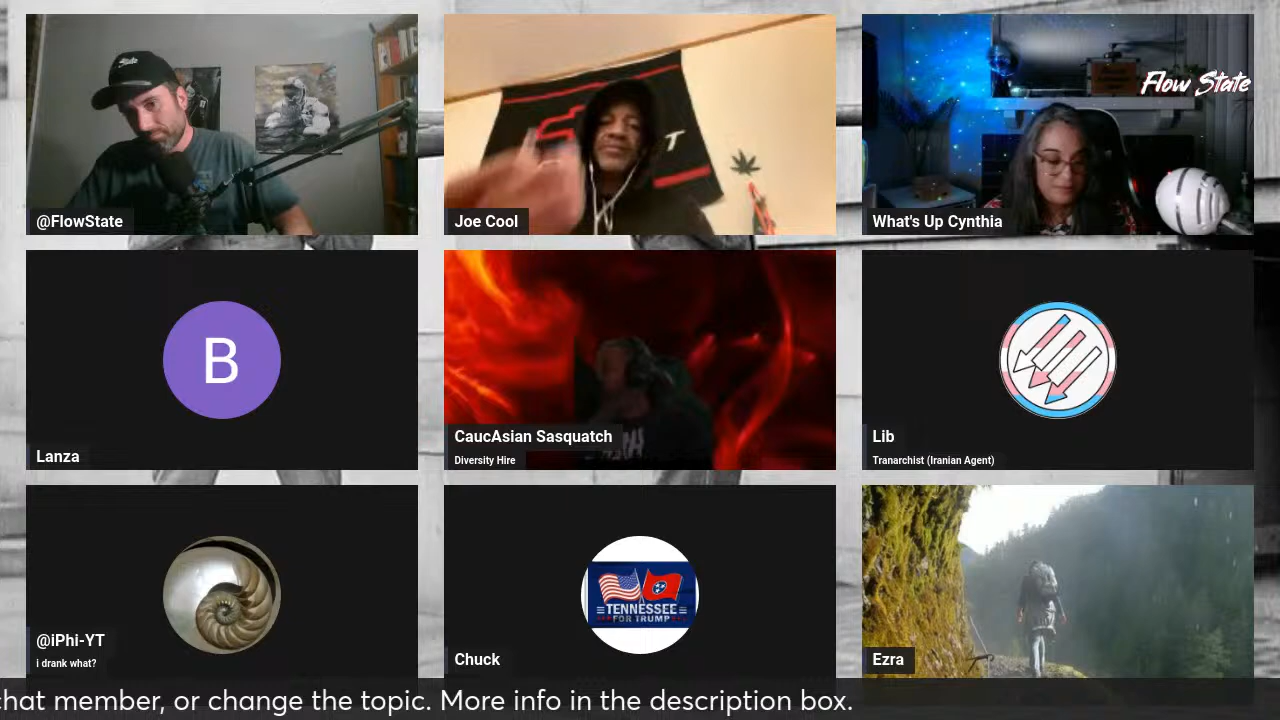 @FlowState
Joe Cool
T
What's Up Cynthia
Flow State
B
Lanza
CaucAsian Sasquatch
Diversity Hire
Lib
Tranarchist (Iranian Agent)
@iPhi-YT
i drank what?
TENNESSEE
FOR TRUMP
Chuck
Ezra
chat member, or change the topic. More info in the description box.